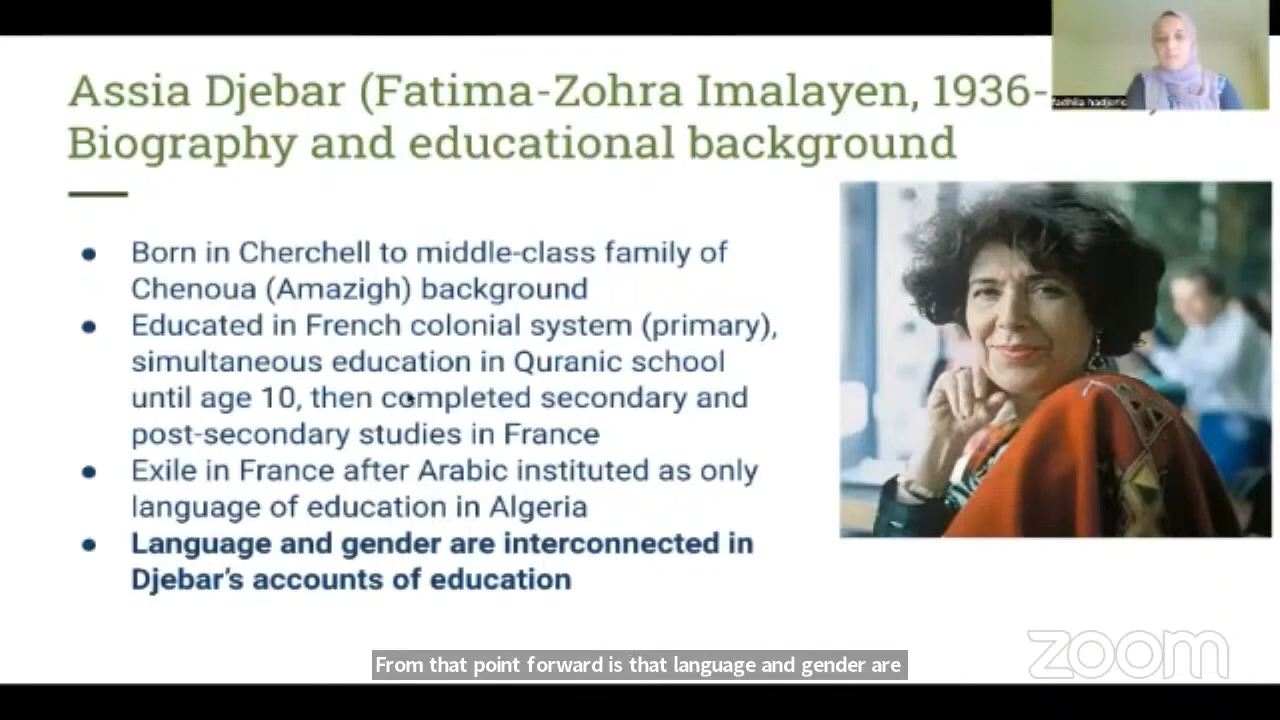 Assia Djebar (Fatima-Zohra Imalayen, 1936-
Biography and educational background
● Born in Cherchell to middle-class family of
Chenoua (Amazigh) background
● Educated in French colonial system (primary),
simultaneous education in Quranic school
until age 10, then completed secondary and
post-secondary studies in France
● Exile in France after Arabic instituted as only
language of education in Algeria
● Language and gender are interconnected in
Djebar's accounts of education
From that point forward is that language and gender are
zoom